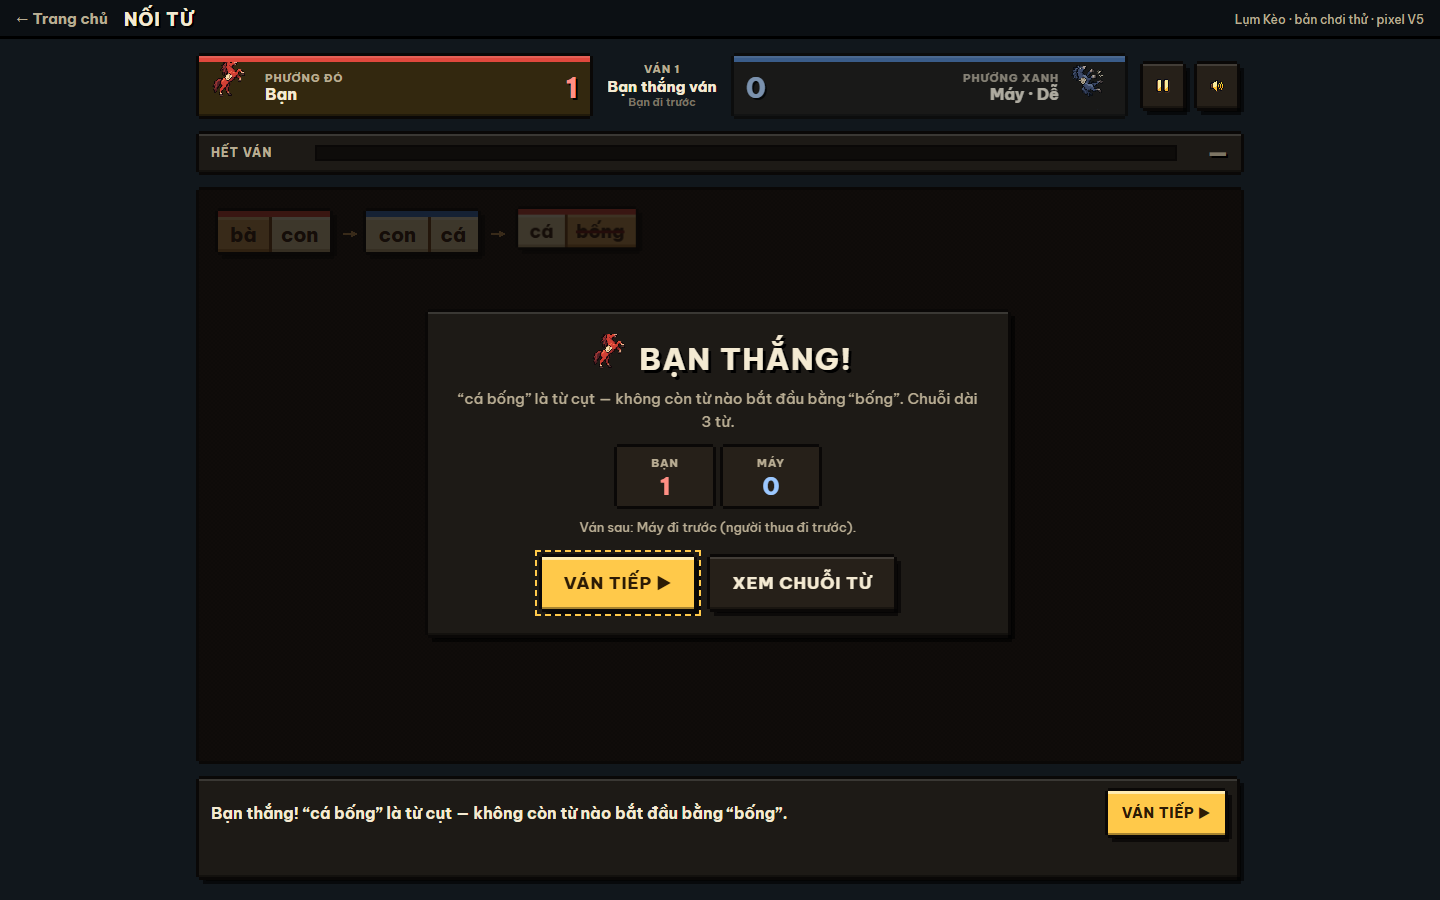 ← Trang chủ NỐI TỪ
Lụm Kèo · bản chơi thử · pixel V5
PHƯỜNG ĐỎ
Bạn
1
VÁN 1
Bạn thắng ván
Bạn đi trước
0
PHƯỜNG XANH
Máy · Dễ
HẾT VÁN
—
bà con → con cá → cá bống
BẠN THẮNG!
“cá bống” là từ cụt — không còn từ nào bắt đầu bằng “bống”. Chuỗi dài
3 từ.
BẠN
1
MÁY
0
Ván sau: Máy đi trước (người thua đi trước).
VÁN TIẾP ▶
XEM CHUỖI TỪ
Bạn thắng! “cá bống” là từ cụt — không còn từ nào bắt đầu bằng “bống”.
VÁN TIẾP ▶